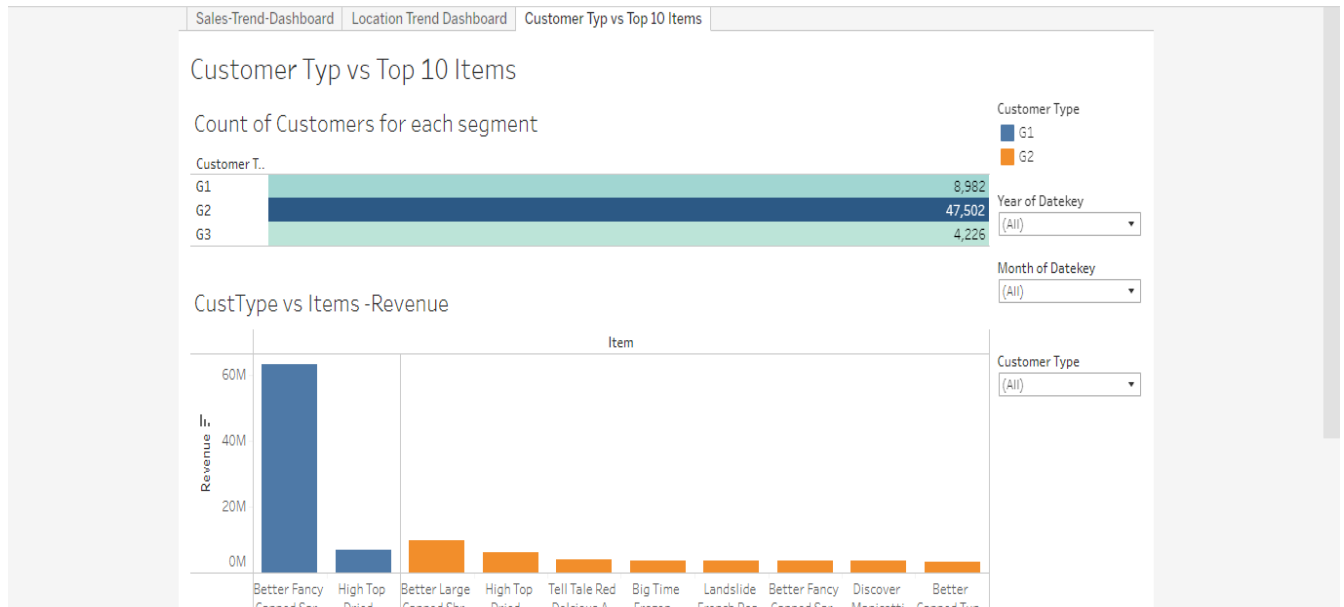 Sales-Trend-Dashboard Location Trend Dashboard Customer Typ vs Top 10 Items
Customer Typ vs Top 10 Items
Count of Customers for each segment
Customer T..
G1 8,982
G2 47,502
G3 4,226
Customer Type
G1
G2
Year of Datekey
(All)
Month of Datekey
(All)
CustType vs Items -Revenue
Customer Type
(All)
Item
Revenue
60M
40M
20M
0M
Better Fancy High Top Better Large High Top Tell Tale Red Big Time Landslide Better Fancy Discover Better